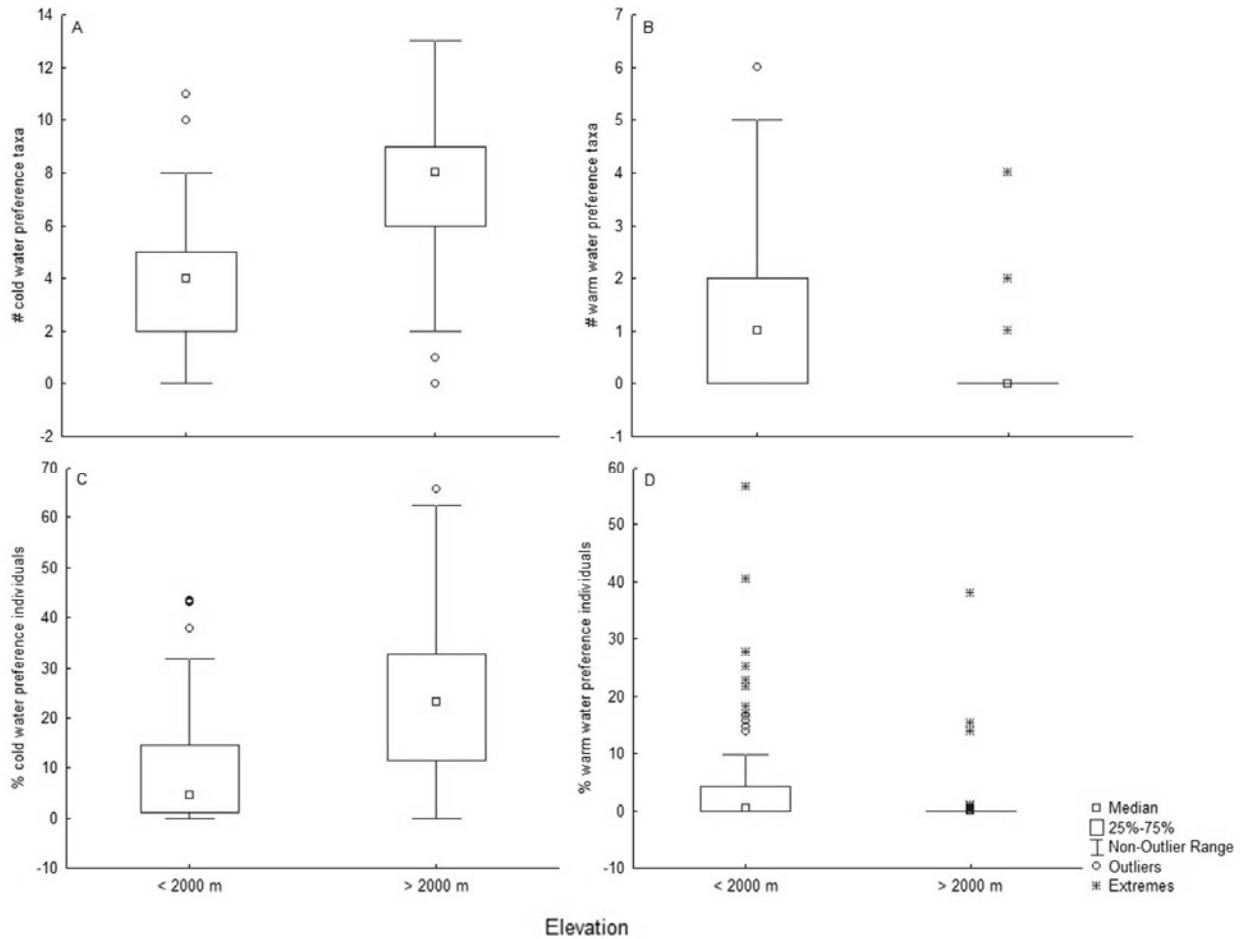 A
# cold water preference taxa
14
12
10
8
6
4
2
0
-2
B
# warm water preference taxa
7
6
5
4
3
2
1
0
-1
C
% cold water preference individuals
70
60
50
40
30
20
10
0
-10
< 2000 m
> 2000 m
D
% warm water preference individuals
60
50
40
30
20
10
0
-10
< 2000 m
> 2000 m
Median
25%-75%
Non-Outlier Range
Outliers
Extremes
Elevation